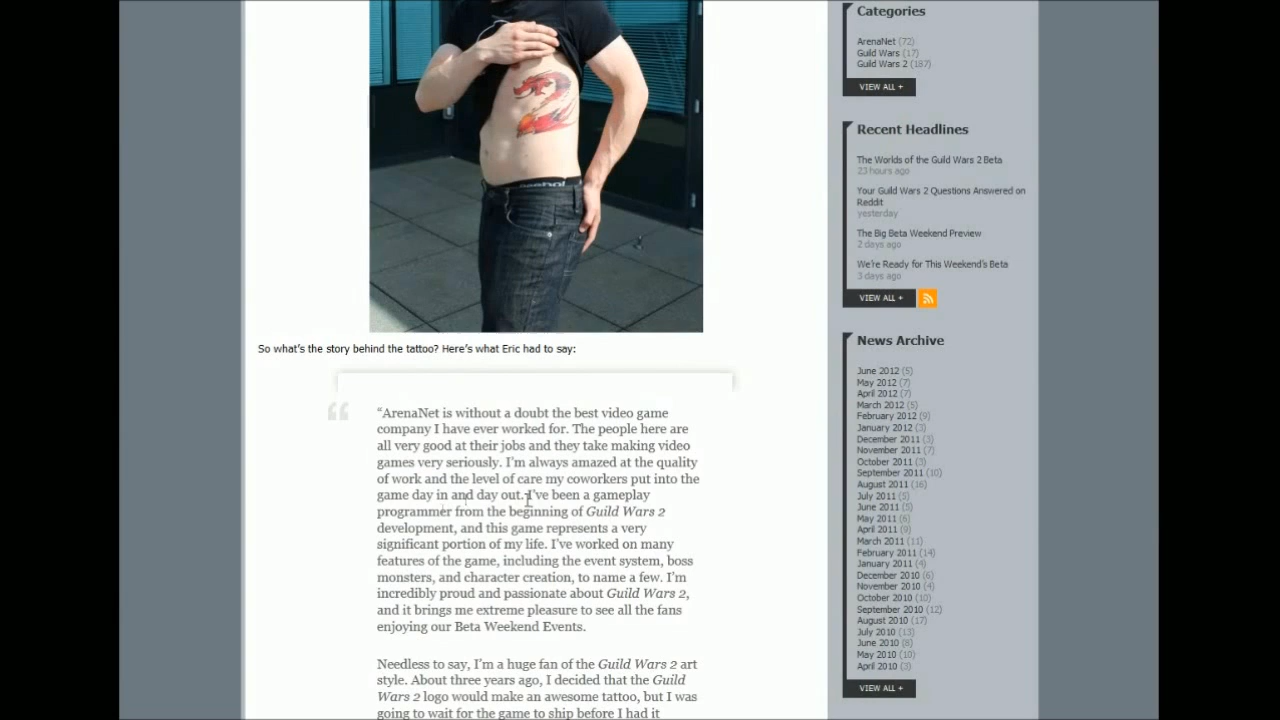 So what's the story behind the tattoo? Here's what Eric had to say:
"ArenaNet is without a doubt the best video game
company I have ever worked for. The people here are
all very good at their jobs and they take making video
games very seriously. I'm always amazed at the quality
of work and the level of care my coworkers put into the
game day in and day out. I've been a gameplay
programmer from the beginning of Guild Wars 2
development, and this game represents a very
significant portion of my life. I've worked on many
features of the game, including the event system, boss
monsters, and character creation, to name a few. I'm
incredibly proud and passionate about Guild Wars 2,
and it brings me extreme pleasure to see all the fans
enjoying our Beta Weekend Events.
Needless to say, I'm a huge fan of the Guild Wars 2 art
style. About three years ago, I decided that the Guild
Wars 2 logo would make an awesome tattoo, but I was
going to wait for the game to ship before I had it
Categories
ArenaNet (72)
Guild Wars (17)
Guild Wars 2 (187)
VIEW ALL +
Recent Headlines
The Worlds of the Guild Wars 2 Beta
23 hours ago
Your Guild Wars 2 Questions Answered on
Reddit
yesterday
The Big Beta Weekend Preview
2 days ago
We're Ready for This Weekend's Beta
3 days ago
VIEW ALL +
News Archive
June 2012 (5)
May 2012 (7)
April 2012 (7)
March 2012 (5)
February 2012 (9)
January 2012 (3)
December 2011 (3)
November 2011 (7)
October 2011 (3)
September 2011 (10)
August 2011 (16)
July 2011 (5)
June 2011 (5)
May 2011 (6)
April 2011 (9)
March 2011 (11)
February 2011 (14)
January 2011 (4)
December 2010 (6)
November 2010 (4)
October 2010 (10)
September 2010 (12)
August 2010 (17)
July 2010 (13)
June 2010 (8)
May 2010 (10)
April 2010 (3)
VIEW ALL +